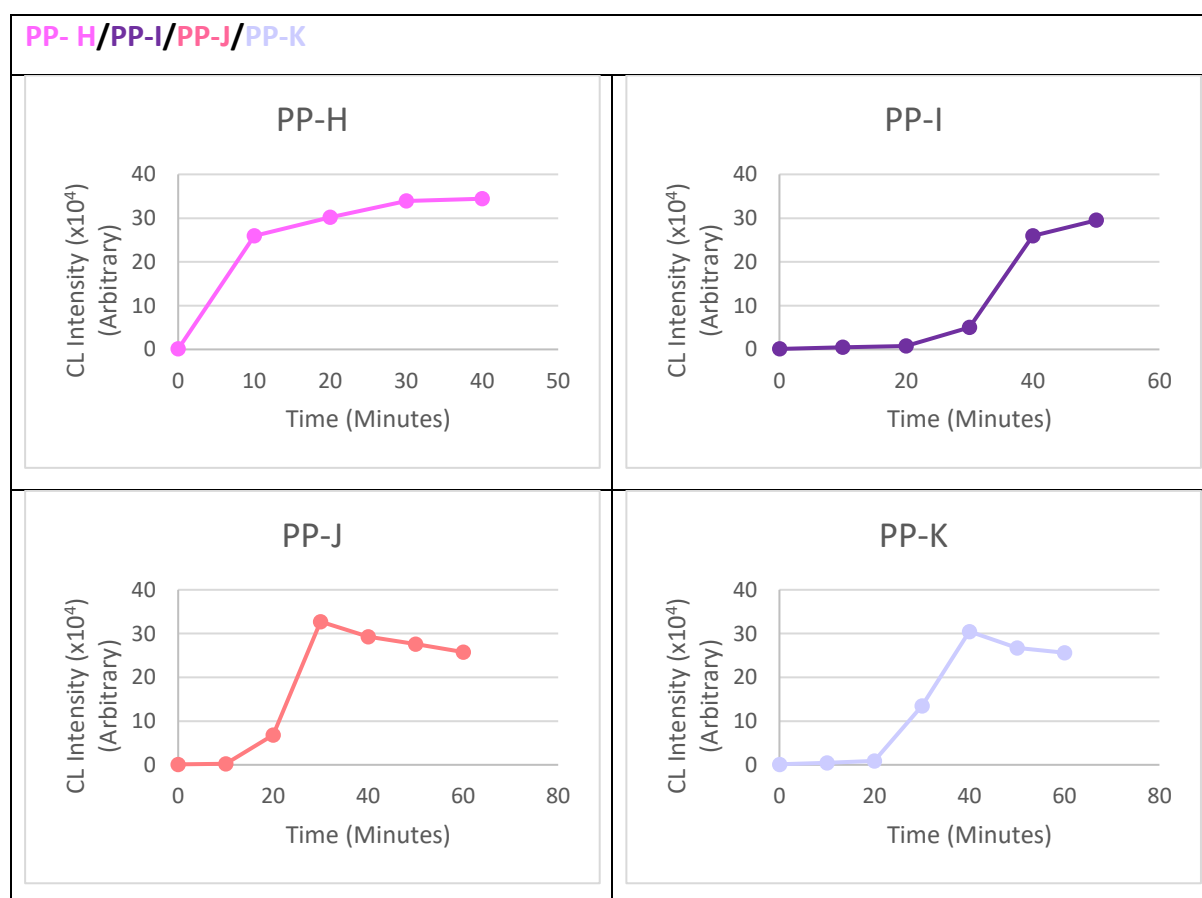 PP- H/PP-I/PP-J/PP-K
PP-H
CL Intensity (x10⁴)
(Arbitrary)
40
30
20
10
0
0 10 20 30 40 50
Time (Minutes)
PP-I
CL Intensity (x10⁴)
(Arbitrary)
40
30
20
10
0
0 20 40 60
Time (Minutes)
PP-J
CL Intensity (x10⁴)
(Arbitrary)
40
30
20
10
0
0 20 40 60 80
Time (Minutes)
PP-K
CL Intensity (x10⁴)
(Arbitrary)
40
30
20
10
0
0 20 40 60 80
Time (Minutes)